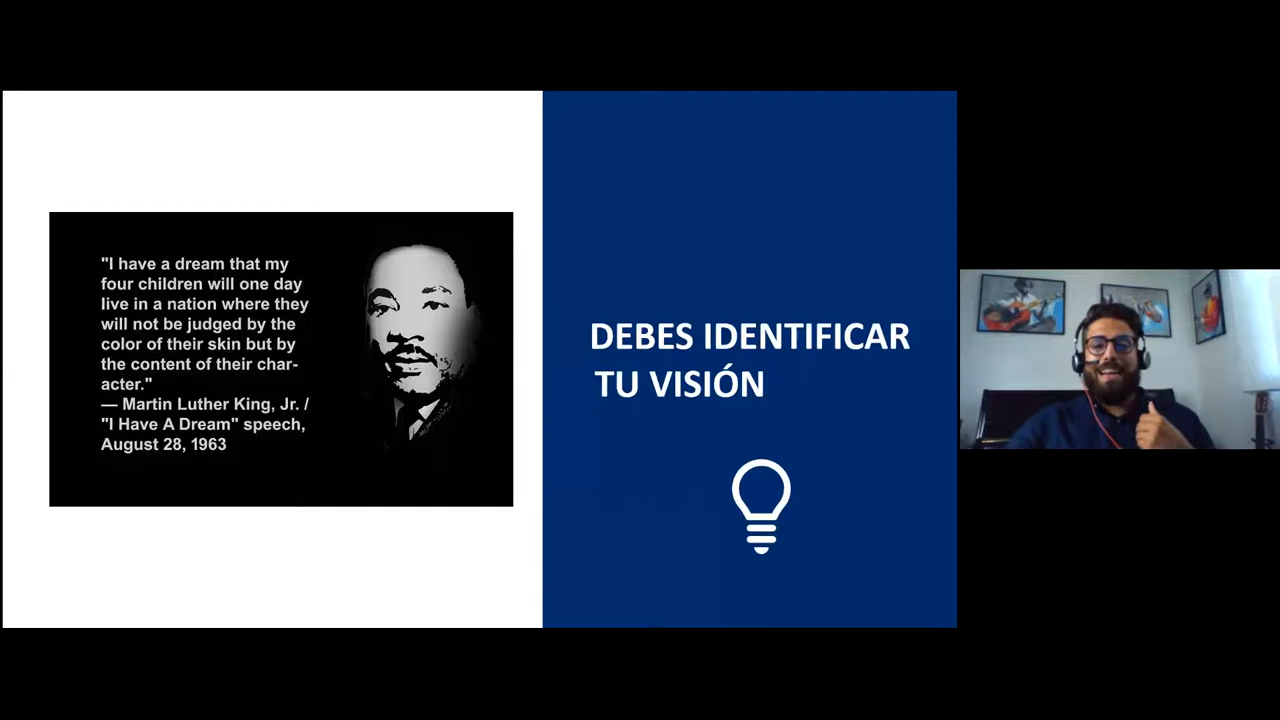 "I have a dream that my
four children will one day
live in a nation where they
will not be judged by the
color of their skin but by
the content of their char-
acter."
— Martin Luther King, Jr. /
"I Have A Dream" speech,
August 28, 1963
DEBES IDENTIFICAR
TU VISIÓN